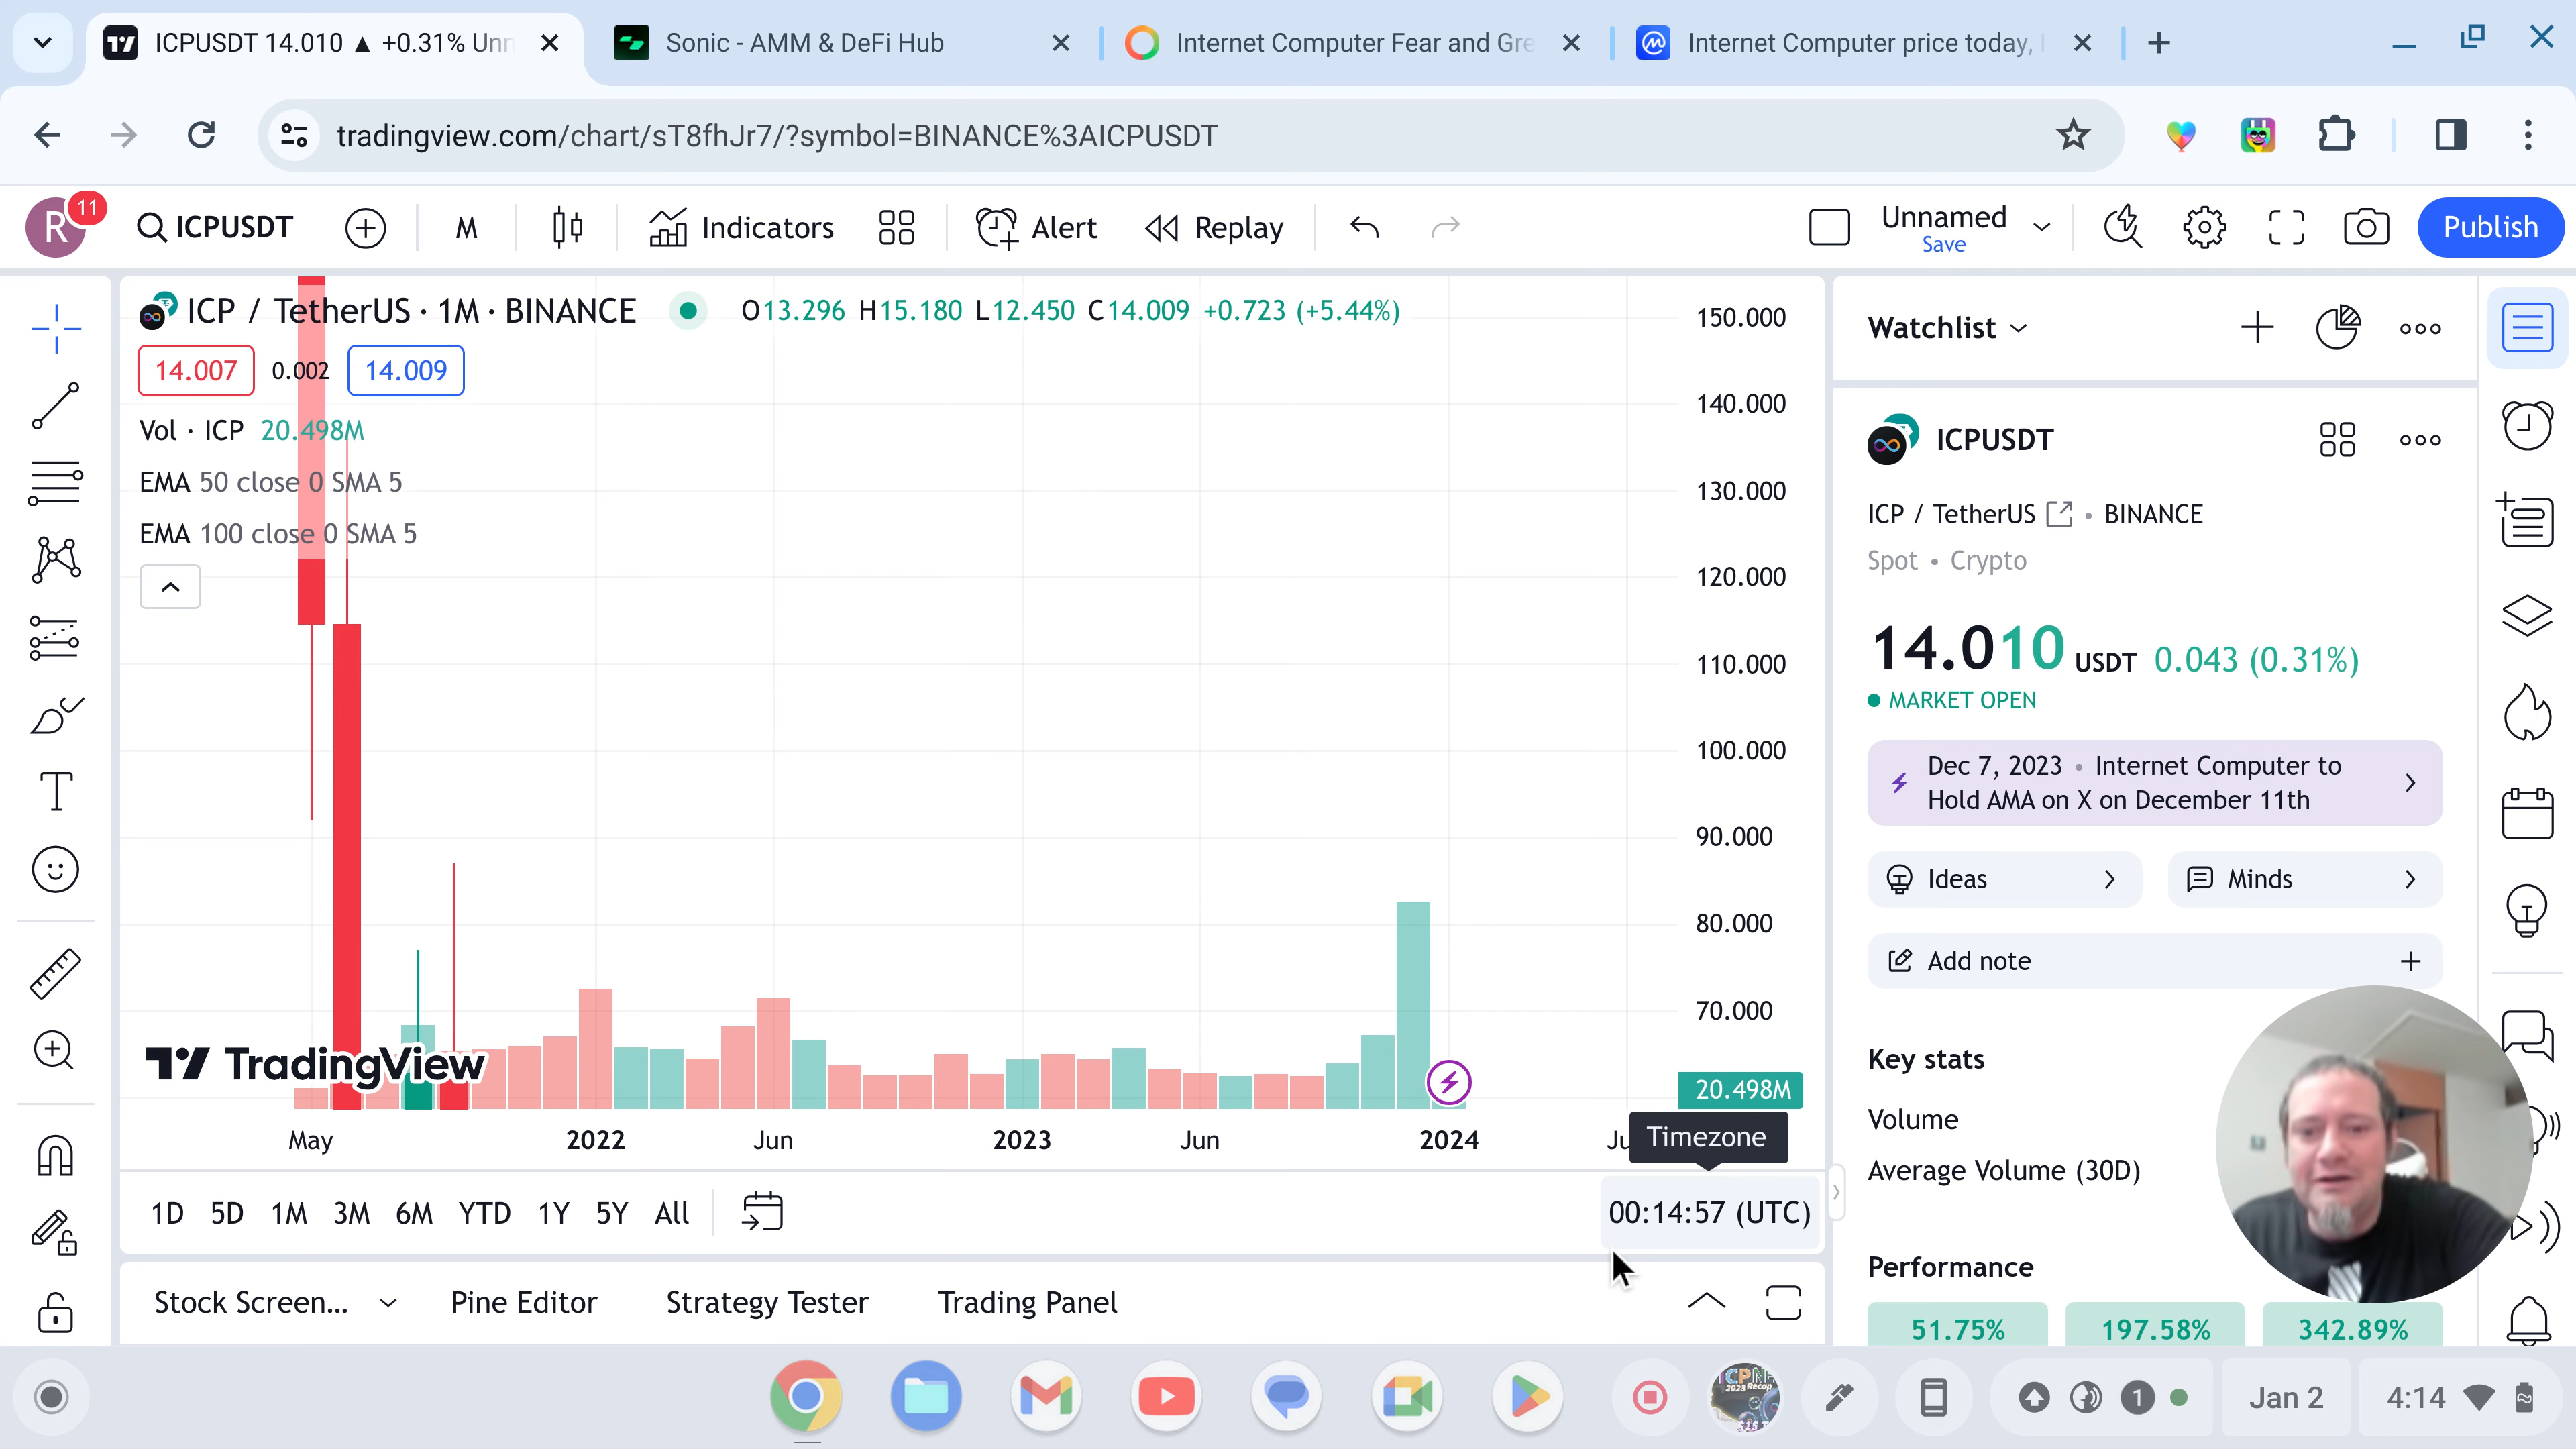 ICPUSDT 14.010 ▲ +0.31% Unn
Sonic - AMM & DeFi Hub
Internet Computer Fear and Gre
Internet Computer price today, I
tradingview.com/chart/sT8fhJr7/?symbol=BINANCE%3AICPUSDT
R 11
ICPUSDT
M
Indicators
Alert
Replay
Unnamed
Save
Publish
ICP / TetherUS · 1M · BINANCE
O13.296 H15.180 L12.450 C14.009 +0.723 (+5.44%)
14.007 0.002 14.009
Vol · ICP 20.498M
EMA 50 close 0 SMA 5
EMA 100 close 0 SMA 5
150.000
140.000
130.000
120.000
110.000
100.000
90.000
80.000
70.000
20.498M
TradingView
May 2022 Jun 2023 Jun 2024 Ju
Timezone
1D 5D 1M 3M 6M YTD 1Y 5Y All
00:14:57 (UTC)
Stock Screen...
Pine Editor
Strategy Tester
Trading Panel
Watchlist
ICPUSDT
ICP / TetherUS • BINANCE
Spot • Crypto
14.010 USDT 0.043 (0.31%)
MARKET OPEN
Dec 7, 2023 • Internet Computer to
Hold AMA on X on December 11th
Ideas
Minds
Add note
Key stats
Volume
Average Volume (30D)
Performance
51.75% 197.58% 342.89%
ICPNFT
2023 Recap
1
Jan 2
4:14